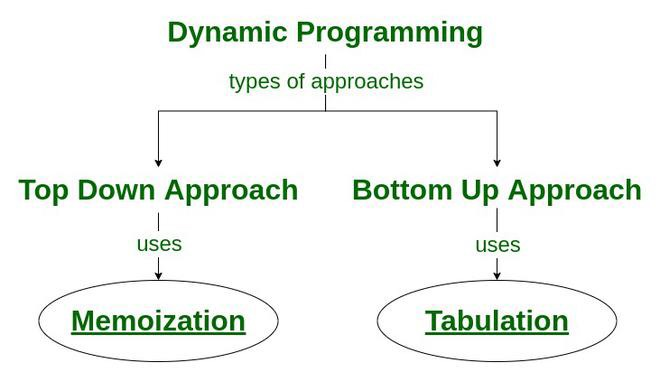 Dynamic Programming
types of approaches
Top Down Approach
Bottom Up Approach
uses
uses
Memoization
Tabulation